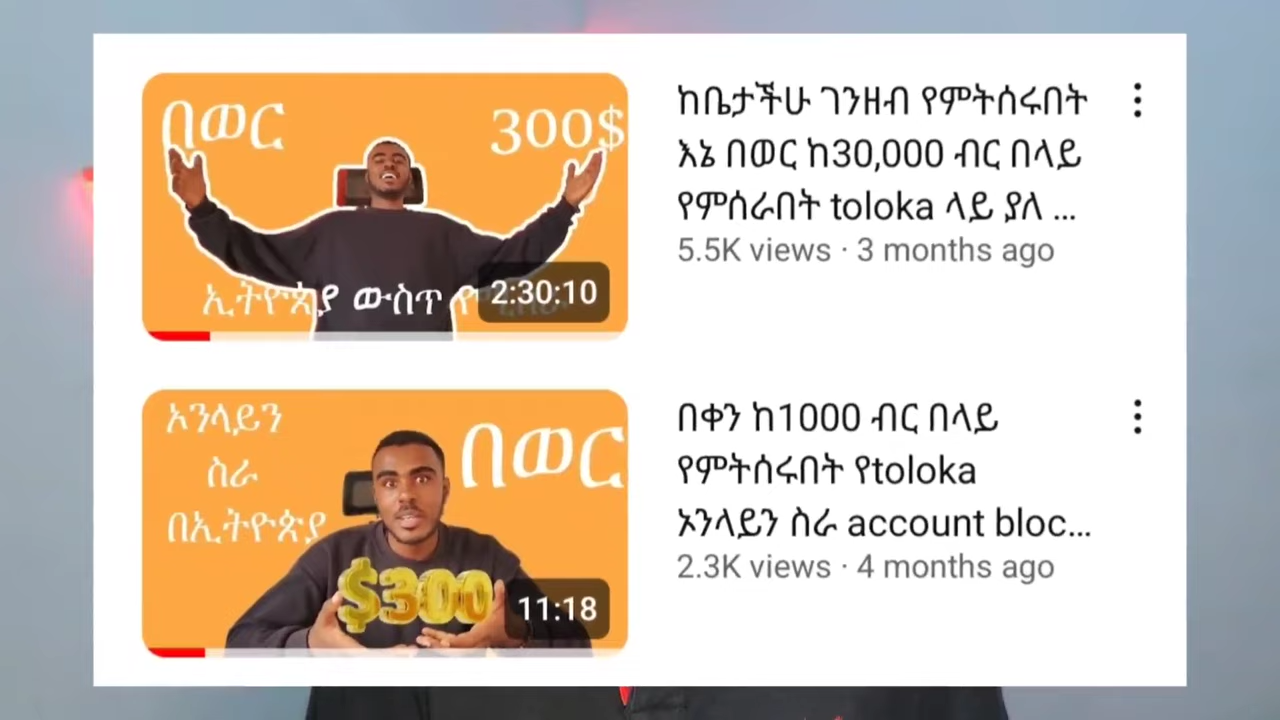 በወር
300$
ኢትዮጵያ ውስጥ
2:30:10
ከቤታችሁ ገንዘብ የምትሰሩበት
እኔ በወር ከ30,000 ብር በላይ
የምሰራበት toloka ላይ ያለ ...
5.5K views · 3 months ago
ኦንላይን
ስራ
በኢትዮጵያ
በወር
$300
11:18
በቀን ከ1000 ብር በላይ
የምትሰሩበት የtoloka
ኦንላይን ስራ account bloc...
2.3K views · 4 months ago